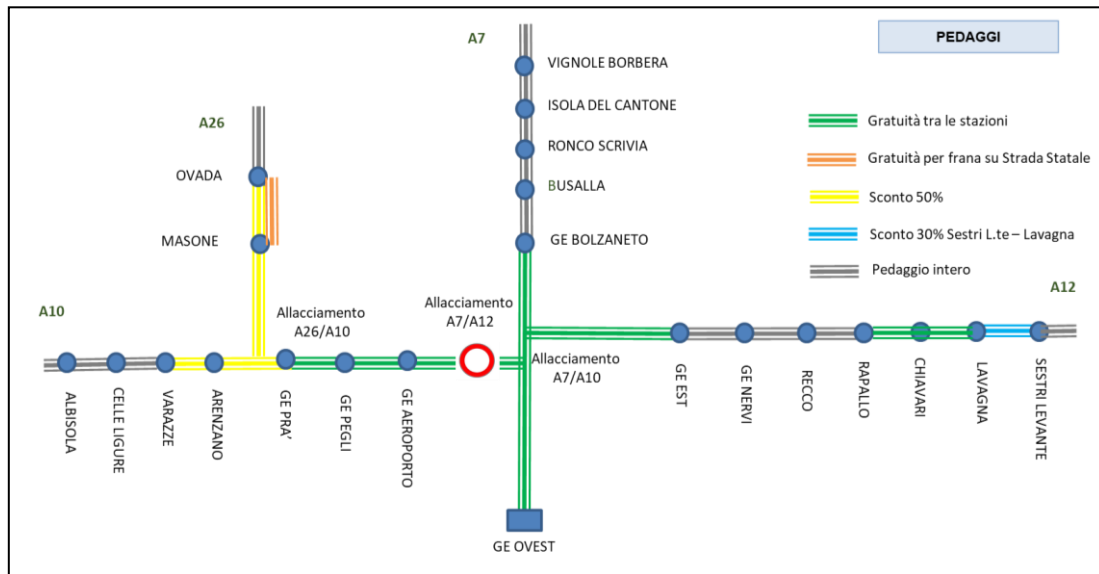 PEDAGGI
A7
VIGNOLE BORBERA
ISOLA DEL CANTONE
RONCO SCRIVIA
BUSALLA
GE BOLZANETO
Gratuità tra le stazioni
Gratuità per frana su Strada Statale
Sconto 50%
Sconto 30% Sestri L.te – Lavagna
Pedaggio intero
A26
OVADA
MASONE
A10
Allacciamento
A26/A10
Allacciamento
A7/A12
Allacciamento
A7/A10
A12
ALBISOLA
CELLE LIGURE
VARAZZE
ARENZANO
GE PRA'
GE PEGLI
GE AEROPORTO
GE EST
GE NERVI
RECCO
RAPALLO
CHIAVARI
LAVAGNA
SESTRI LEVANTE
GE OVEST